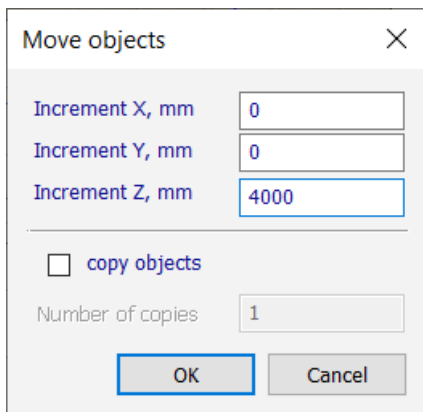 Move objects
Increment X, mm 0
Increment Y, mm 0
Increment Z, mm 4000
copy objects
Number of copies 1
OK Cancel